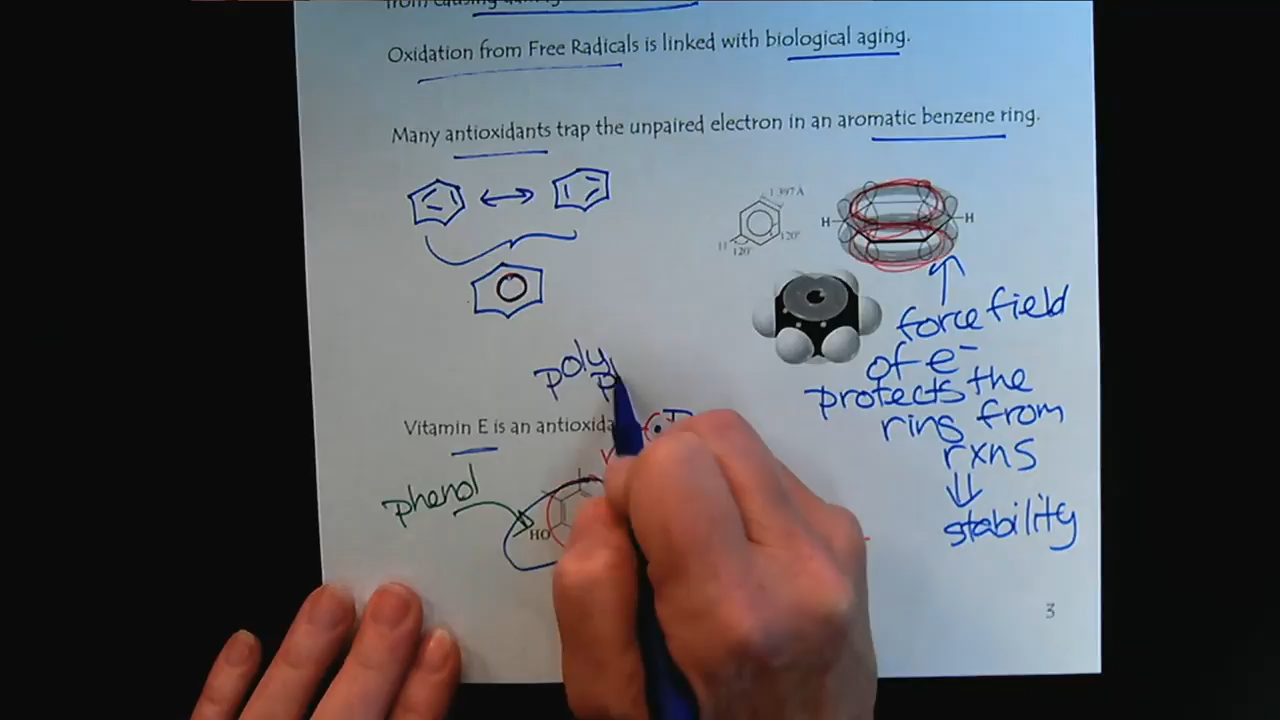 from causing
Oxidation from Free Radicals is linked with biological aging.
Many antioxidants trap the unpaired electron in an aromatic benzene ring.
1.397 Å
120°
H
120°
H
H
force field
of e⁻
protects the
ring from
rxns
⇓
stability
poly
p
Vitamin E is an antioxida
phenol
HO
3